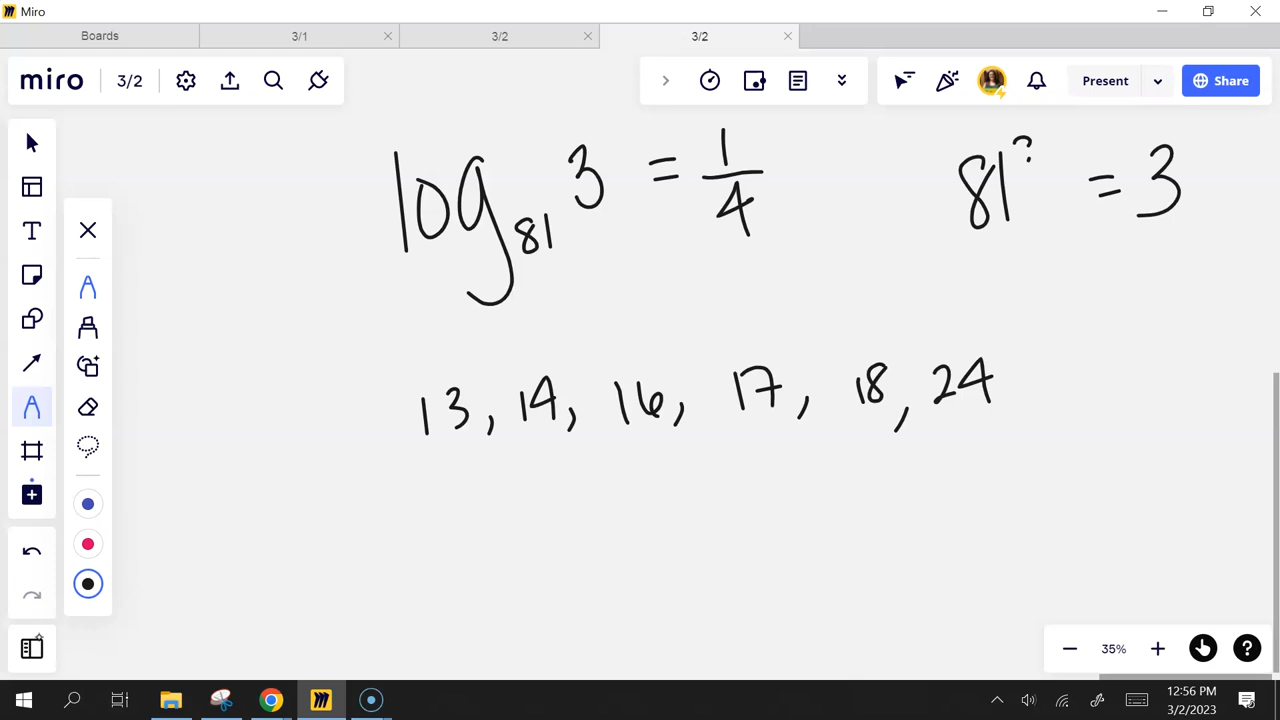 Miro
Boards 3/1 3/2 3/2
miro 3/2 Present Share
log₈₁ 3 = 1/4 81^? = 3
13, 14, 16, 17, 18, 24
35% ?
12:56 PM
3/2/2023